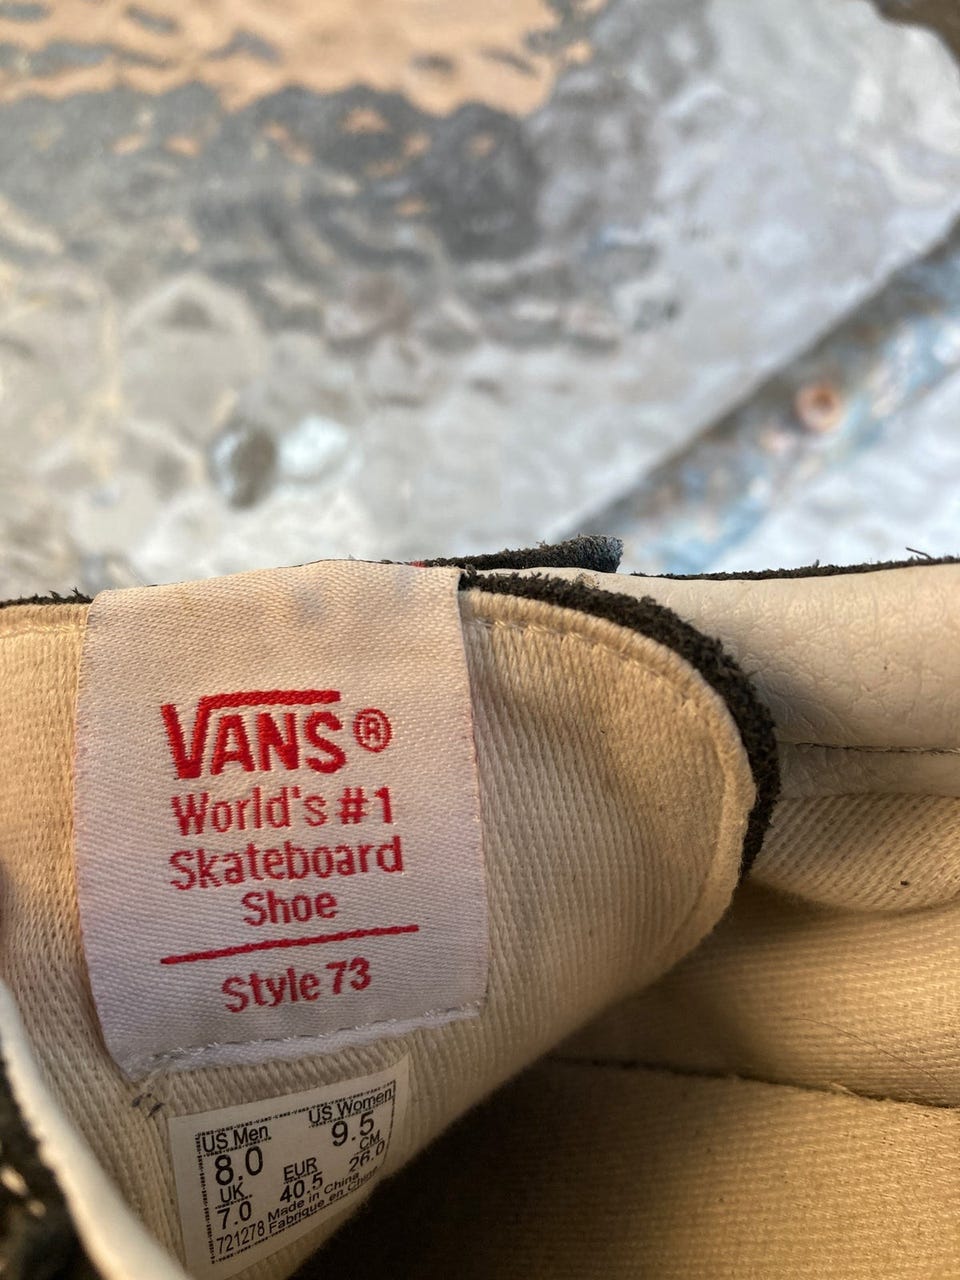 VANS®
World's #1
Skateboard
Shoe
Style 73
US Men US Women
8.0 9.5
UK EUR CM
7.0 40.5 26.0
Made in China
721278 Fabrique en Chine